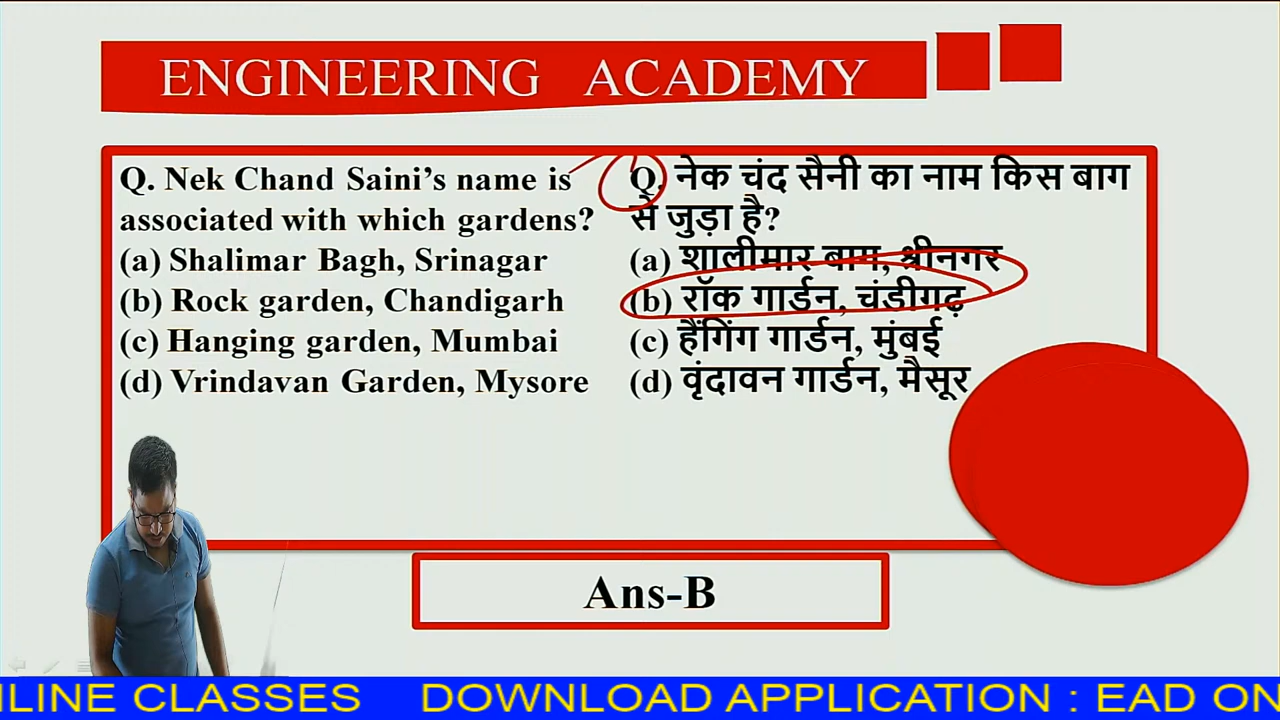 ENGINEERING ACADEMY
Q. Nek Chand Saini's name is
associated with which gardens?
(a) Shalimar Bagh, Srinagar
(b) Rock garden, Chandigarh
(c) Hanging garden, Mumbai
(d) Vrindavan Garden, Mysore
Q. नेक चंद सैनी का नाम किस बाग
से जुड़ा है?
(a) शालीमार बाग, श्रीनगर
(b) रॉक गार्डन, चंडीगढ़
(c) हैंगिंग गार्डन, मुंबई
(d) वृंदावन गार्डन, मैसूर
Ans-B
NLINE CLASSES DOWNLOAD APPLICATION : EAD ON